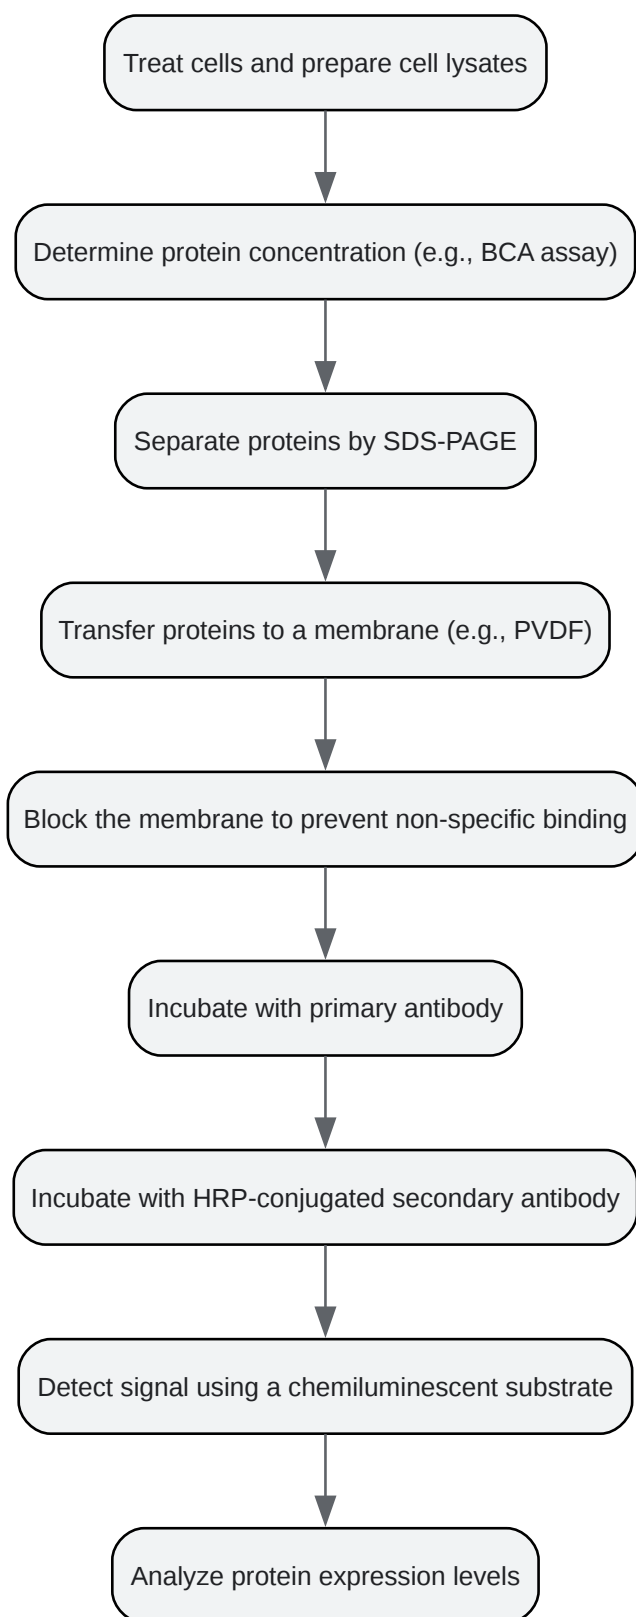 Treat cells and prepare cell lysates
Determine protein concentration (e.g., BCA assay)
Separate proteins by SDS-PAGE
Transfer proteins to a membrane (e.g., PVDF)
Block the membrane to prevent non-specific binding
Incubate with primary antibody
Incubate with HRP-conjugated secondary antibody
Detect signal using a chemiluminescent substrate
Analyze protein expression levels